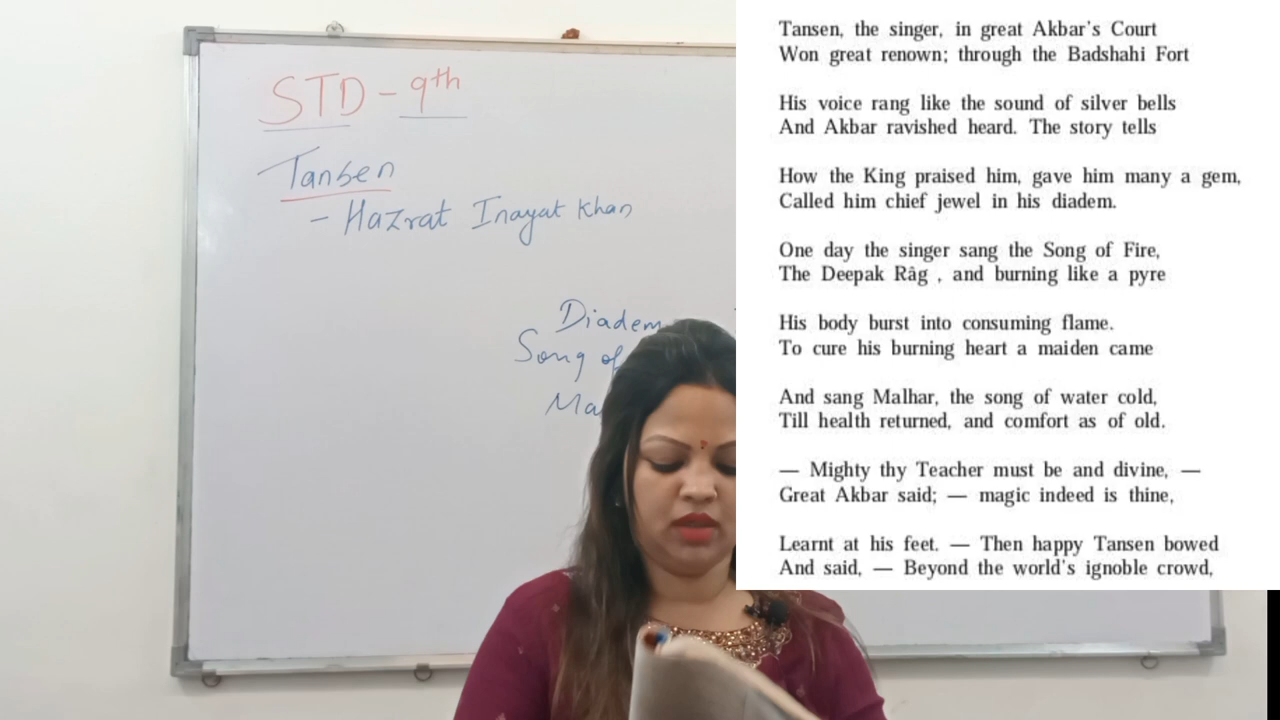 STD - 9th
Tansen
- Hazrat Inayat Khan
Diadem
Song of
Tansen, the singer, in great Akbar's Court
Won great renown; through the Badshahi Fort
His voice rang like the sound of silver bells
And Akbar ravished heard. The story tells
How the King praised him, gave him many a gem,
Called him chief jewel in his diadem.
One day the singer sang the Song of Fire,
The Deepak Râg , and burning like a pyre
His body burst into consuming flame.
To cure his burning heart a maiden came
And sang Malhar, the song of water cold,
Till health returned, and comfort as of old.
— Mighty thy Teacher must be and divine, —
Great Akbar said; — magic indeed is thine,
Learnt at his feet. — Then happy Tansen bowed
And said, — Beyond the world's ignoble crowd,